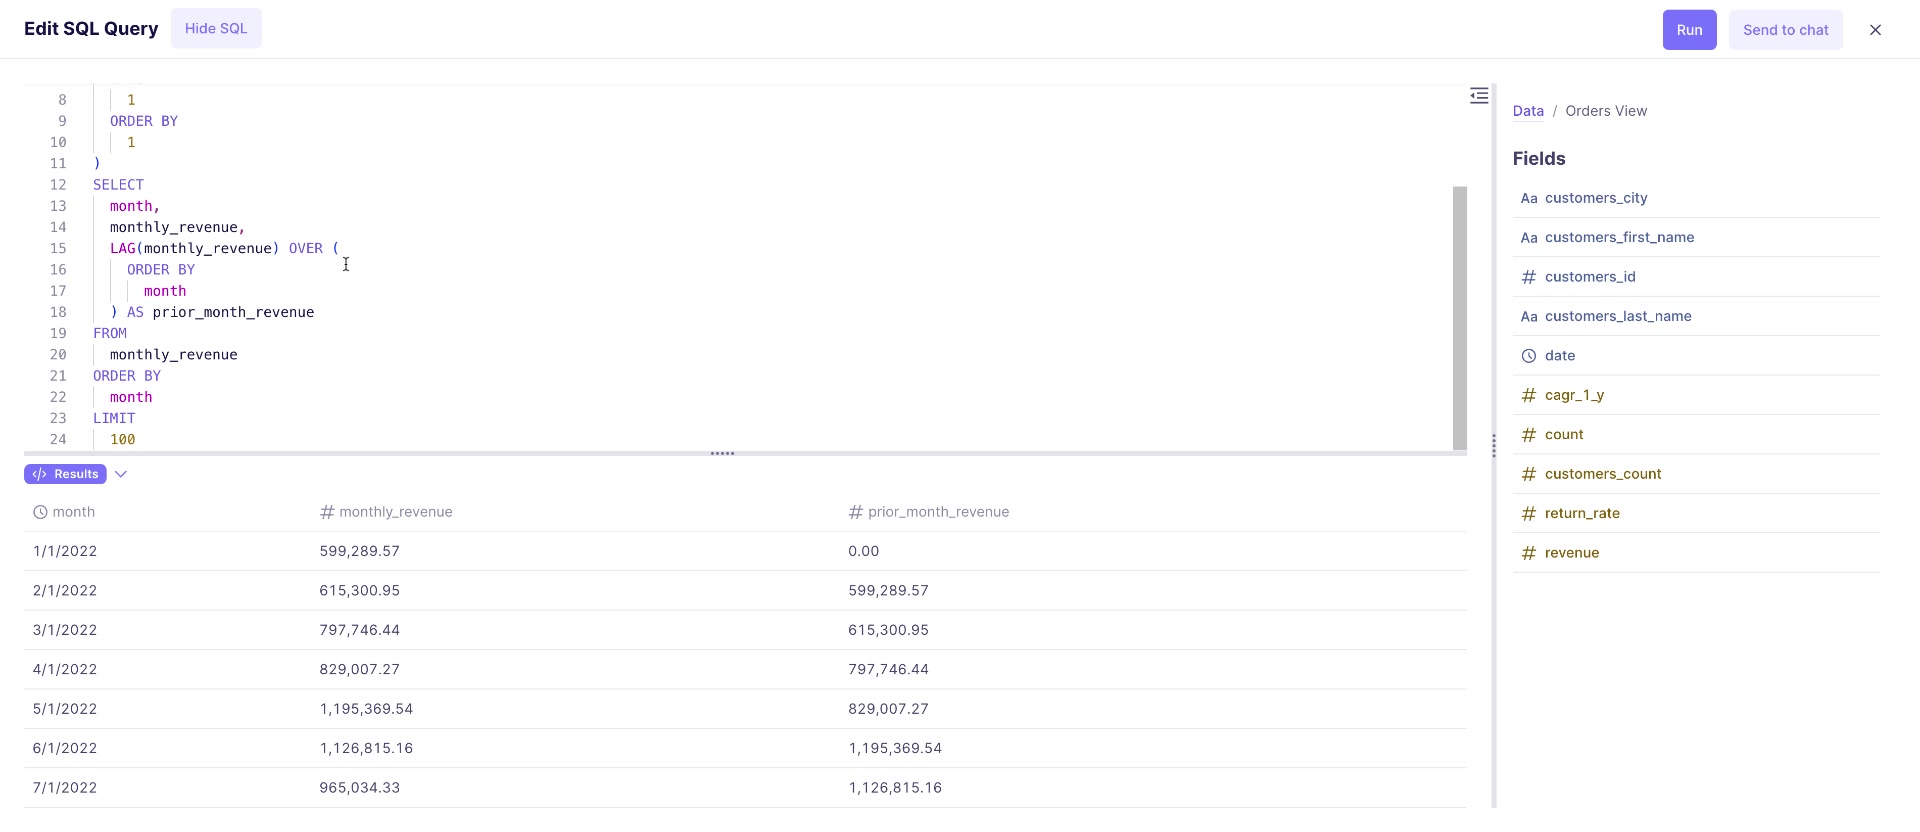 Edit SQL Query Hide SQL Run Send to chat
8 1
9 ORDER BY
10 1
11 )
12 SELECT
13 month,
14 monthly_revenue,
15 LAG(monthly_revenue) OVER (
16 ORDER BY
17 month
18 ) AS prior_month_revenue
19 FROM
20 monthly_revenue
21 ORDER BY
22 month
23 LIMIT
24 100
</> Results
month # monthly_revenue # prior_month_revenue
1/1/2022 599,289.57 0.00
2/1/2022 615,300.95 599,289.57
3/1/2022 797,746.44 615,300.95
4/1/2022 829,007.27 797,746.44
5/1/2022 1,195,369.54 829,007.27
6/1/2022 1,126,815.16 1,195,369.54
7/1/2022 965,034.33 1,126,815.16
Data / Orders View
Fields
Aa customers_city
Aa customers_first_name
# customers_id
Aa customers_last_name
date
# cagr_1_y
# count
# customers_count
# return_rate
# revenue